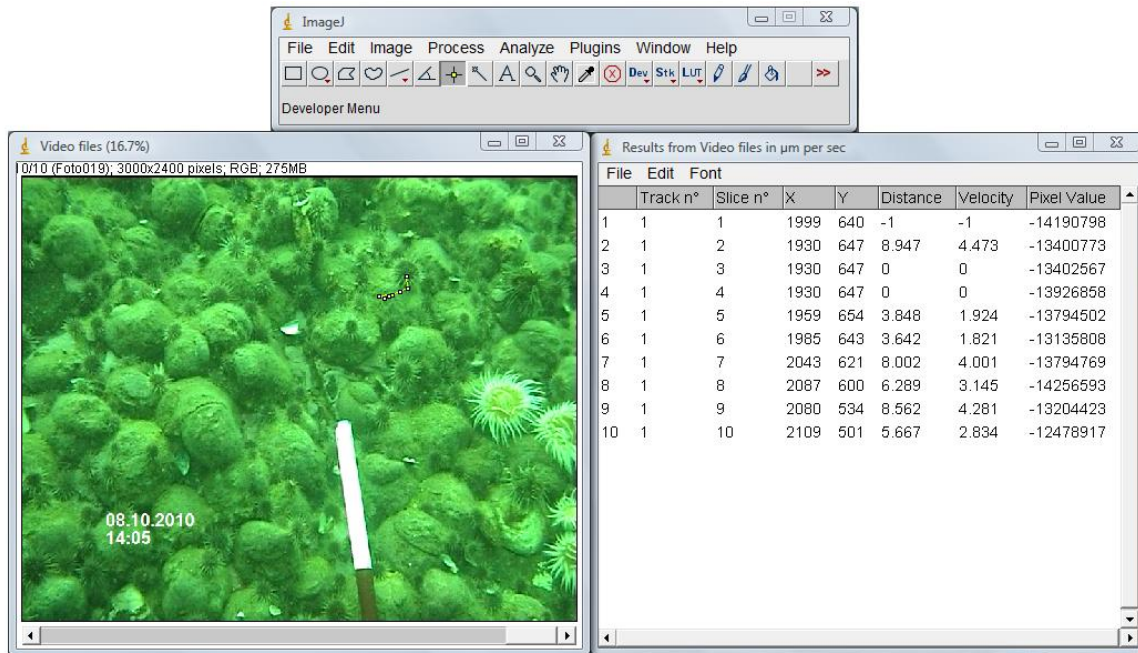 ImageJ
File Edit Image Process Analyze Plugins Window Help
A Dev Stk LUT >>
Developer Menu
Video files (16.7%)
10/10 (Foto019); 3000x2400 pixels; RGB; 275MB
08.10.2010
14:05
Results from Video files in µm per sec
File Edit Font
Track n° Slice n° X Y Distance Velocity Pixel Value
1 1 1 1999 640 -1 -1 -14190798
2 1 2 1930 647 8.947 4.473 -13400773
3 1 3 1930 647 0 0 -13402567
4 1 4 1930 647 0 0 -13926858
5 1 5 1959 654 3.848 1.924 -13794502
6 1 6 1985 643 3.642 1.821 -13135808
7 1 7 2043 621 8.002 4.001 -13794769
8 1 8 2087 600 6.289 3.145 -14256593
9 1 9 2080 534 8.562 4.281 -13204423
10 1 10 2109 501 5.667 2.834 -12478917